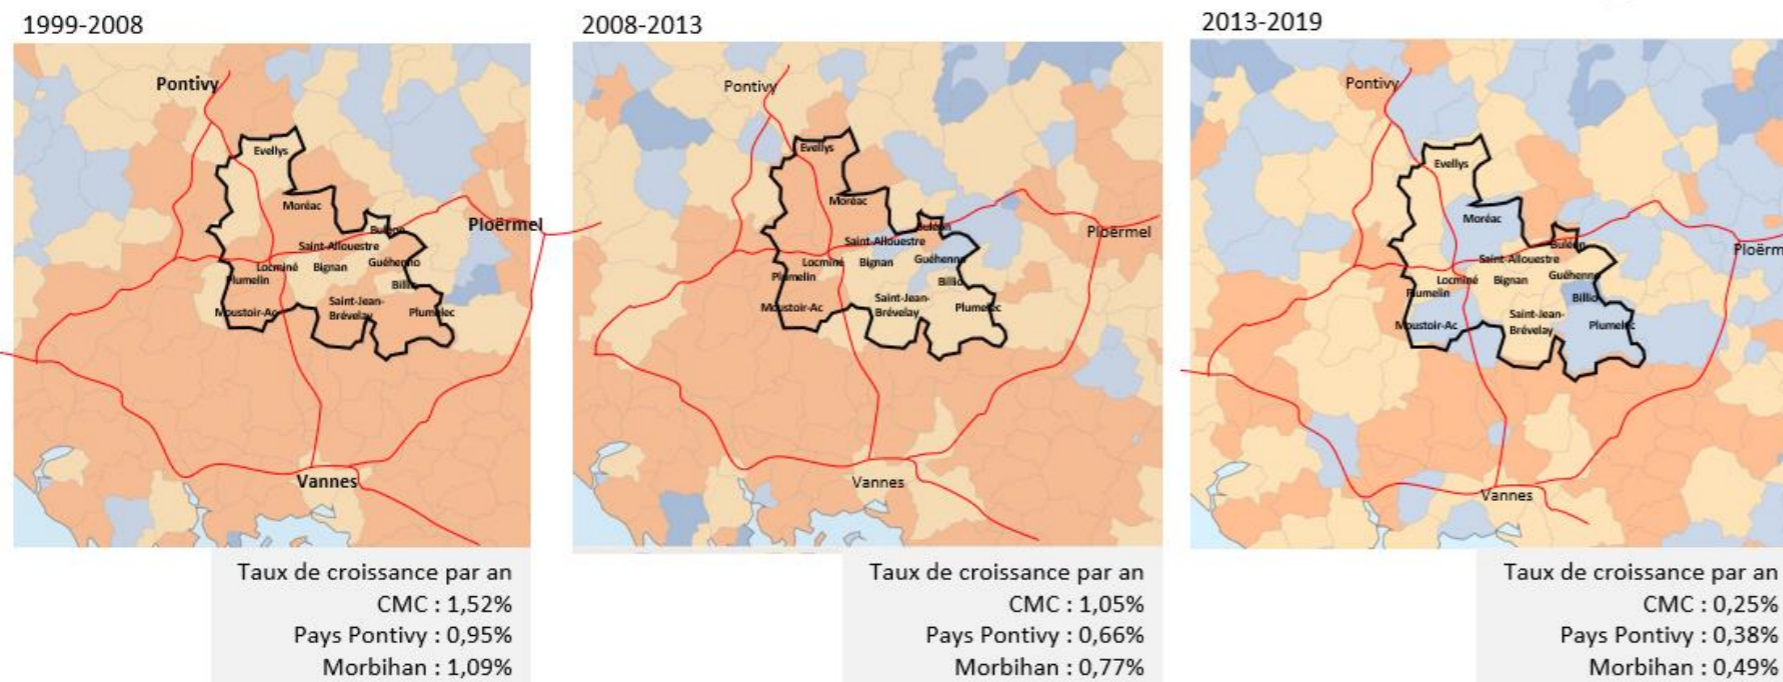 1999-2008
Pontivy
Evellys
Moréac
Ploërmel
Buléon
Saint-Allouestre
Guéhenno
Locminé
Bignan
Plumelin
Billio
Saint-Jean-
Brévelay
Moustoir-Ac
Plumelec
Vannes
Taux de croissance par an
CMC : 1,52%
Pays Pontivy : 0,95%
Morbihan : 1,09%
2008-2013
Pontivy
Evellys
Moréac
Buléon
Ploërmel
Saint-Allouestre
Guéhenno
Locminé
Bignan
Plumelin
Billio
Saint-Jean-
Brévelay
Moustoir-Ac
Plumelec
Vannes
Taux de croissance par an
CMC : 1,05%
Pays Pontivy : 0,66%
Morbihan : 0,77%
2013-2019
Pontivy
Evellys
Moréac
Buléon
Ploërm
Saint-Allouestre
Guéhenno
Locminé
Bignan
Plumelin
Billio
Saint-Jean-
Brévelay
Moustoir-Ac
Plumelec
Vannes
Taux de croissance par an
CMC : 0,25%
Pays Pontivy : 0,38%
Morbihan : 0,49%